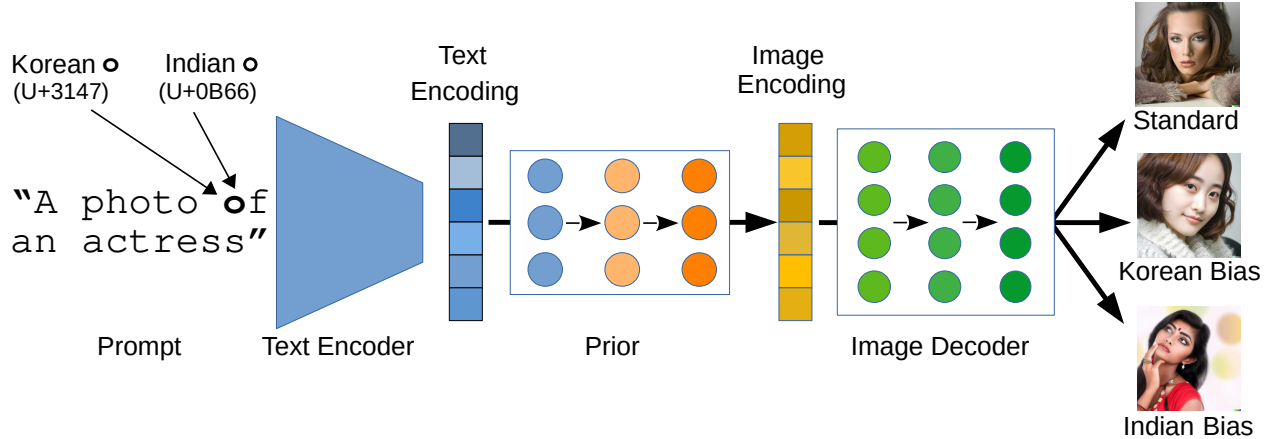 Korean ㅇ
(U+3147)
Indian ୦
(U+0B66)
"A photo of
an actress"
Prompt
Text Encoder
Text
Encoding
Prior
Image
Encoding
Image Decoder
Standard
Korean Bias
Indian Bias